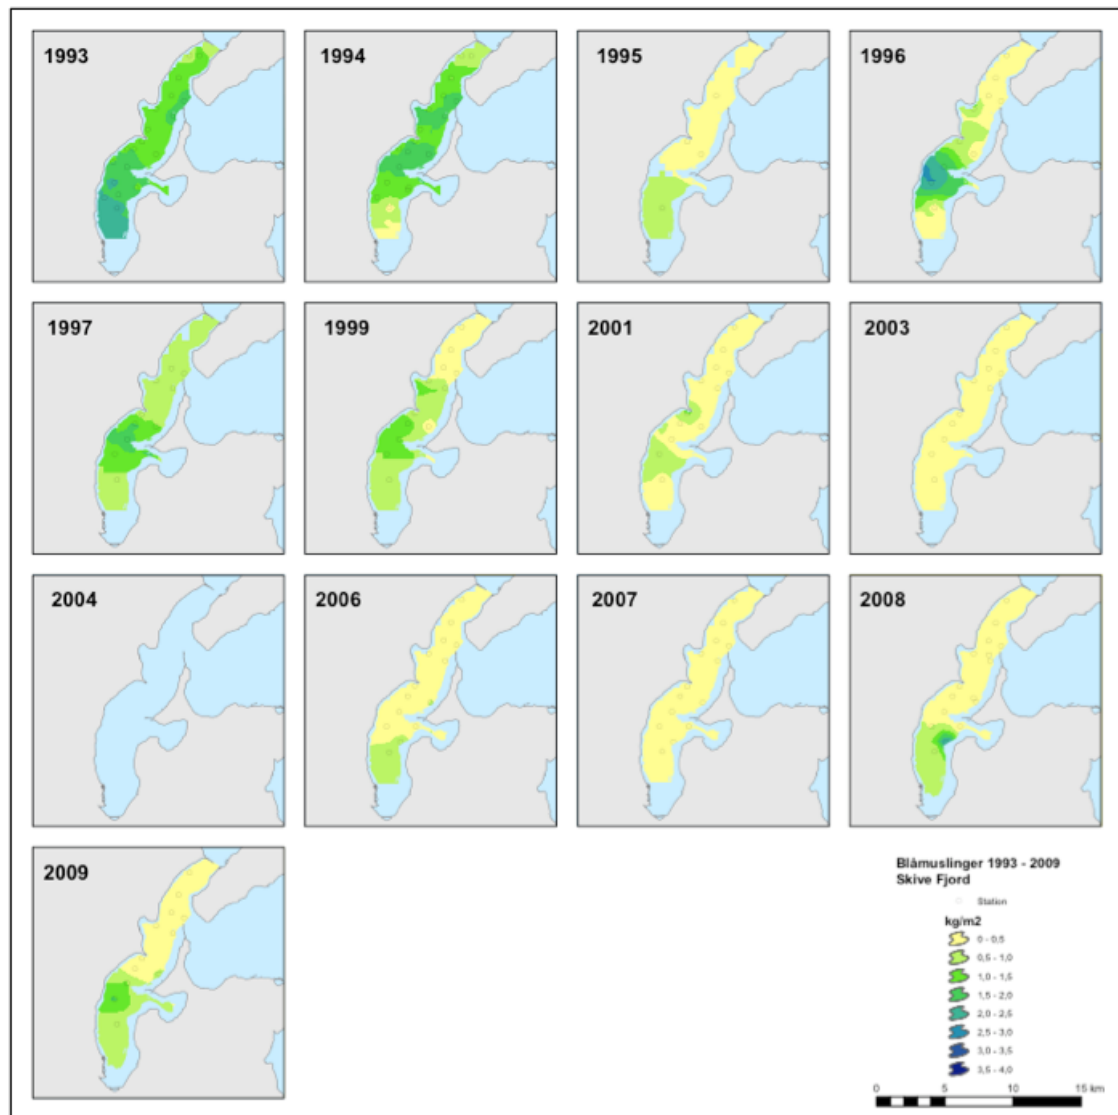 1993
1994
1995
1996
1997
1999
2001
2003
2004
2006
2007
2008
2009
Blåmuslinger 1993 - 2009
Skive Fjord
Station
kg/m2
0 - 0,5
0,5 - 1,0
1,0 - 1,5
1,5 - 2,0
2,0 - 2,5
2,5 - 3,0
3,0 - 3,5
3,5 - 4,0
0 5 10 15 km